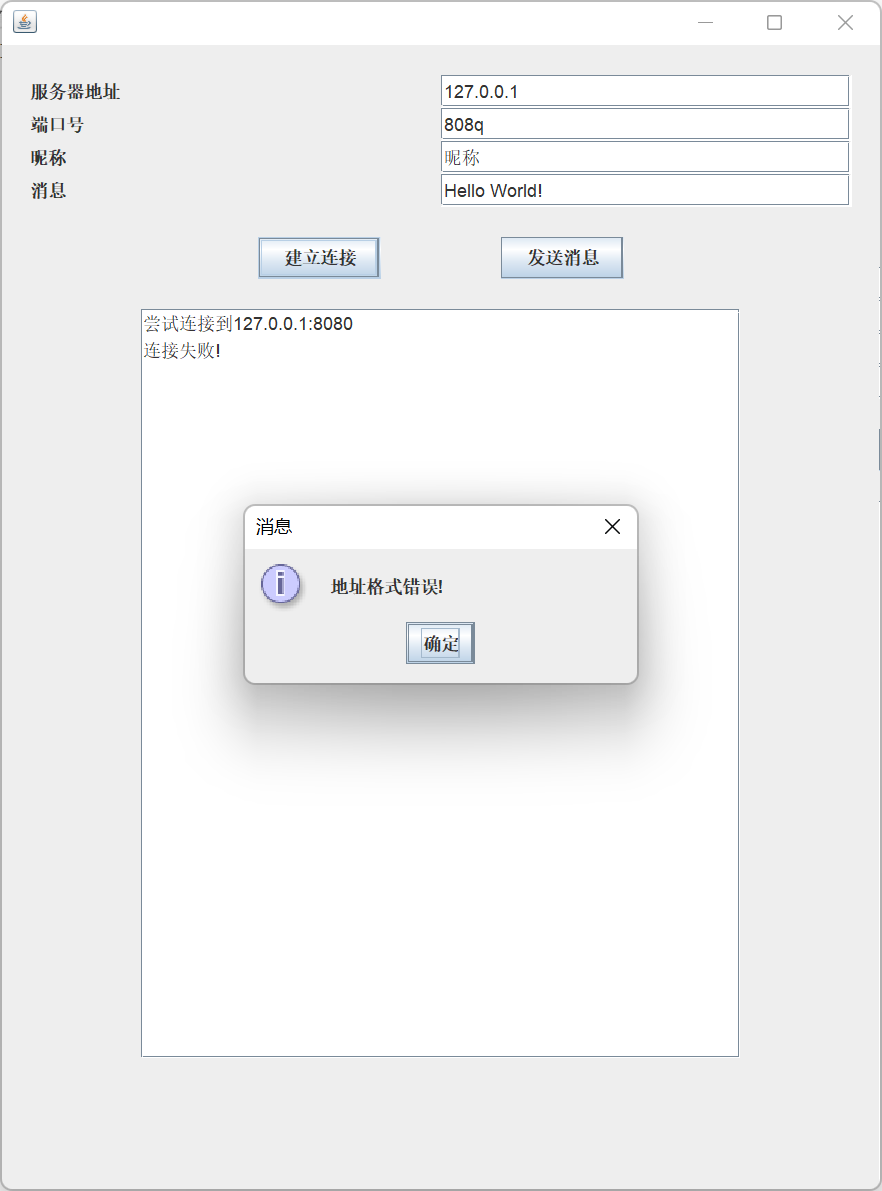 服务器地址 127.0.0.1
端口号 808q
昵称 昵称
消息 Hello World!
建立连接 发送消息
尝试连接到127.0.0.1:8080
连接失败!
消息
地址格式错误!
确定